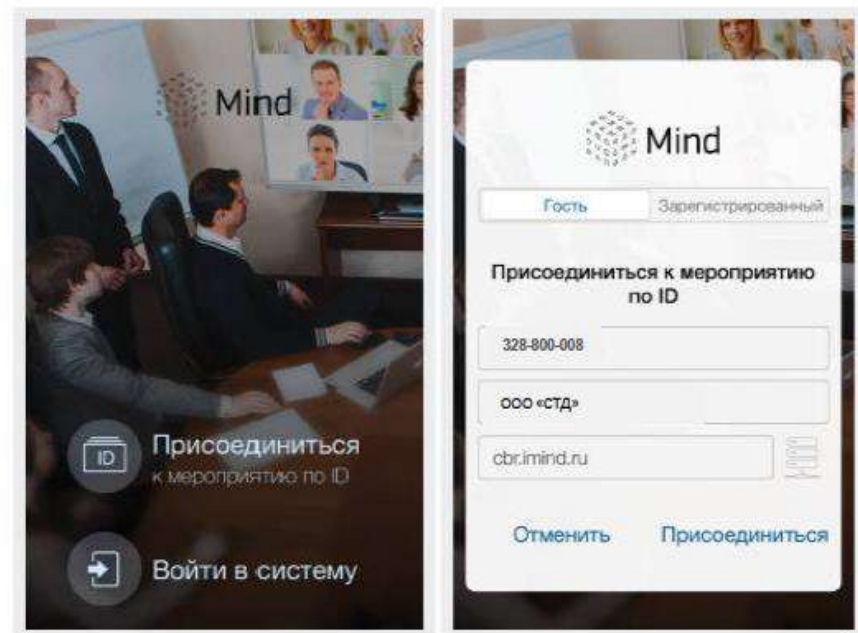 Mind
ID
Присоединиться
к мероприятию по ID
Войти в систему
Mind
Гость
Зарегистрированный
Присоединиться к мероприятию
по ID
328-800-008
ООО «СТД»
cbr.imind.ru
Отменить
Присоединиться